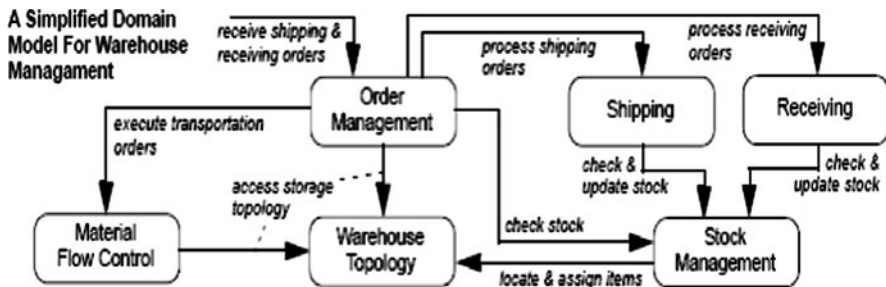 A Simplified Domain
Model For Warehouse
Managament
receive shipping &
receiving orders
process shipping
orders
process receiving
orders
Order
Management
Shipping
Receiving
execute transportation
orders
check &
update stock
check &
update stock
access storage
topology
check stock
Material
Flow Control
Warehouse
Topology
Stock
Management
locate & assign items